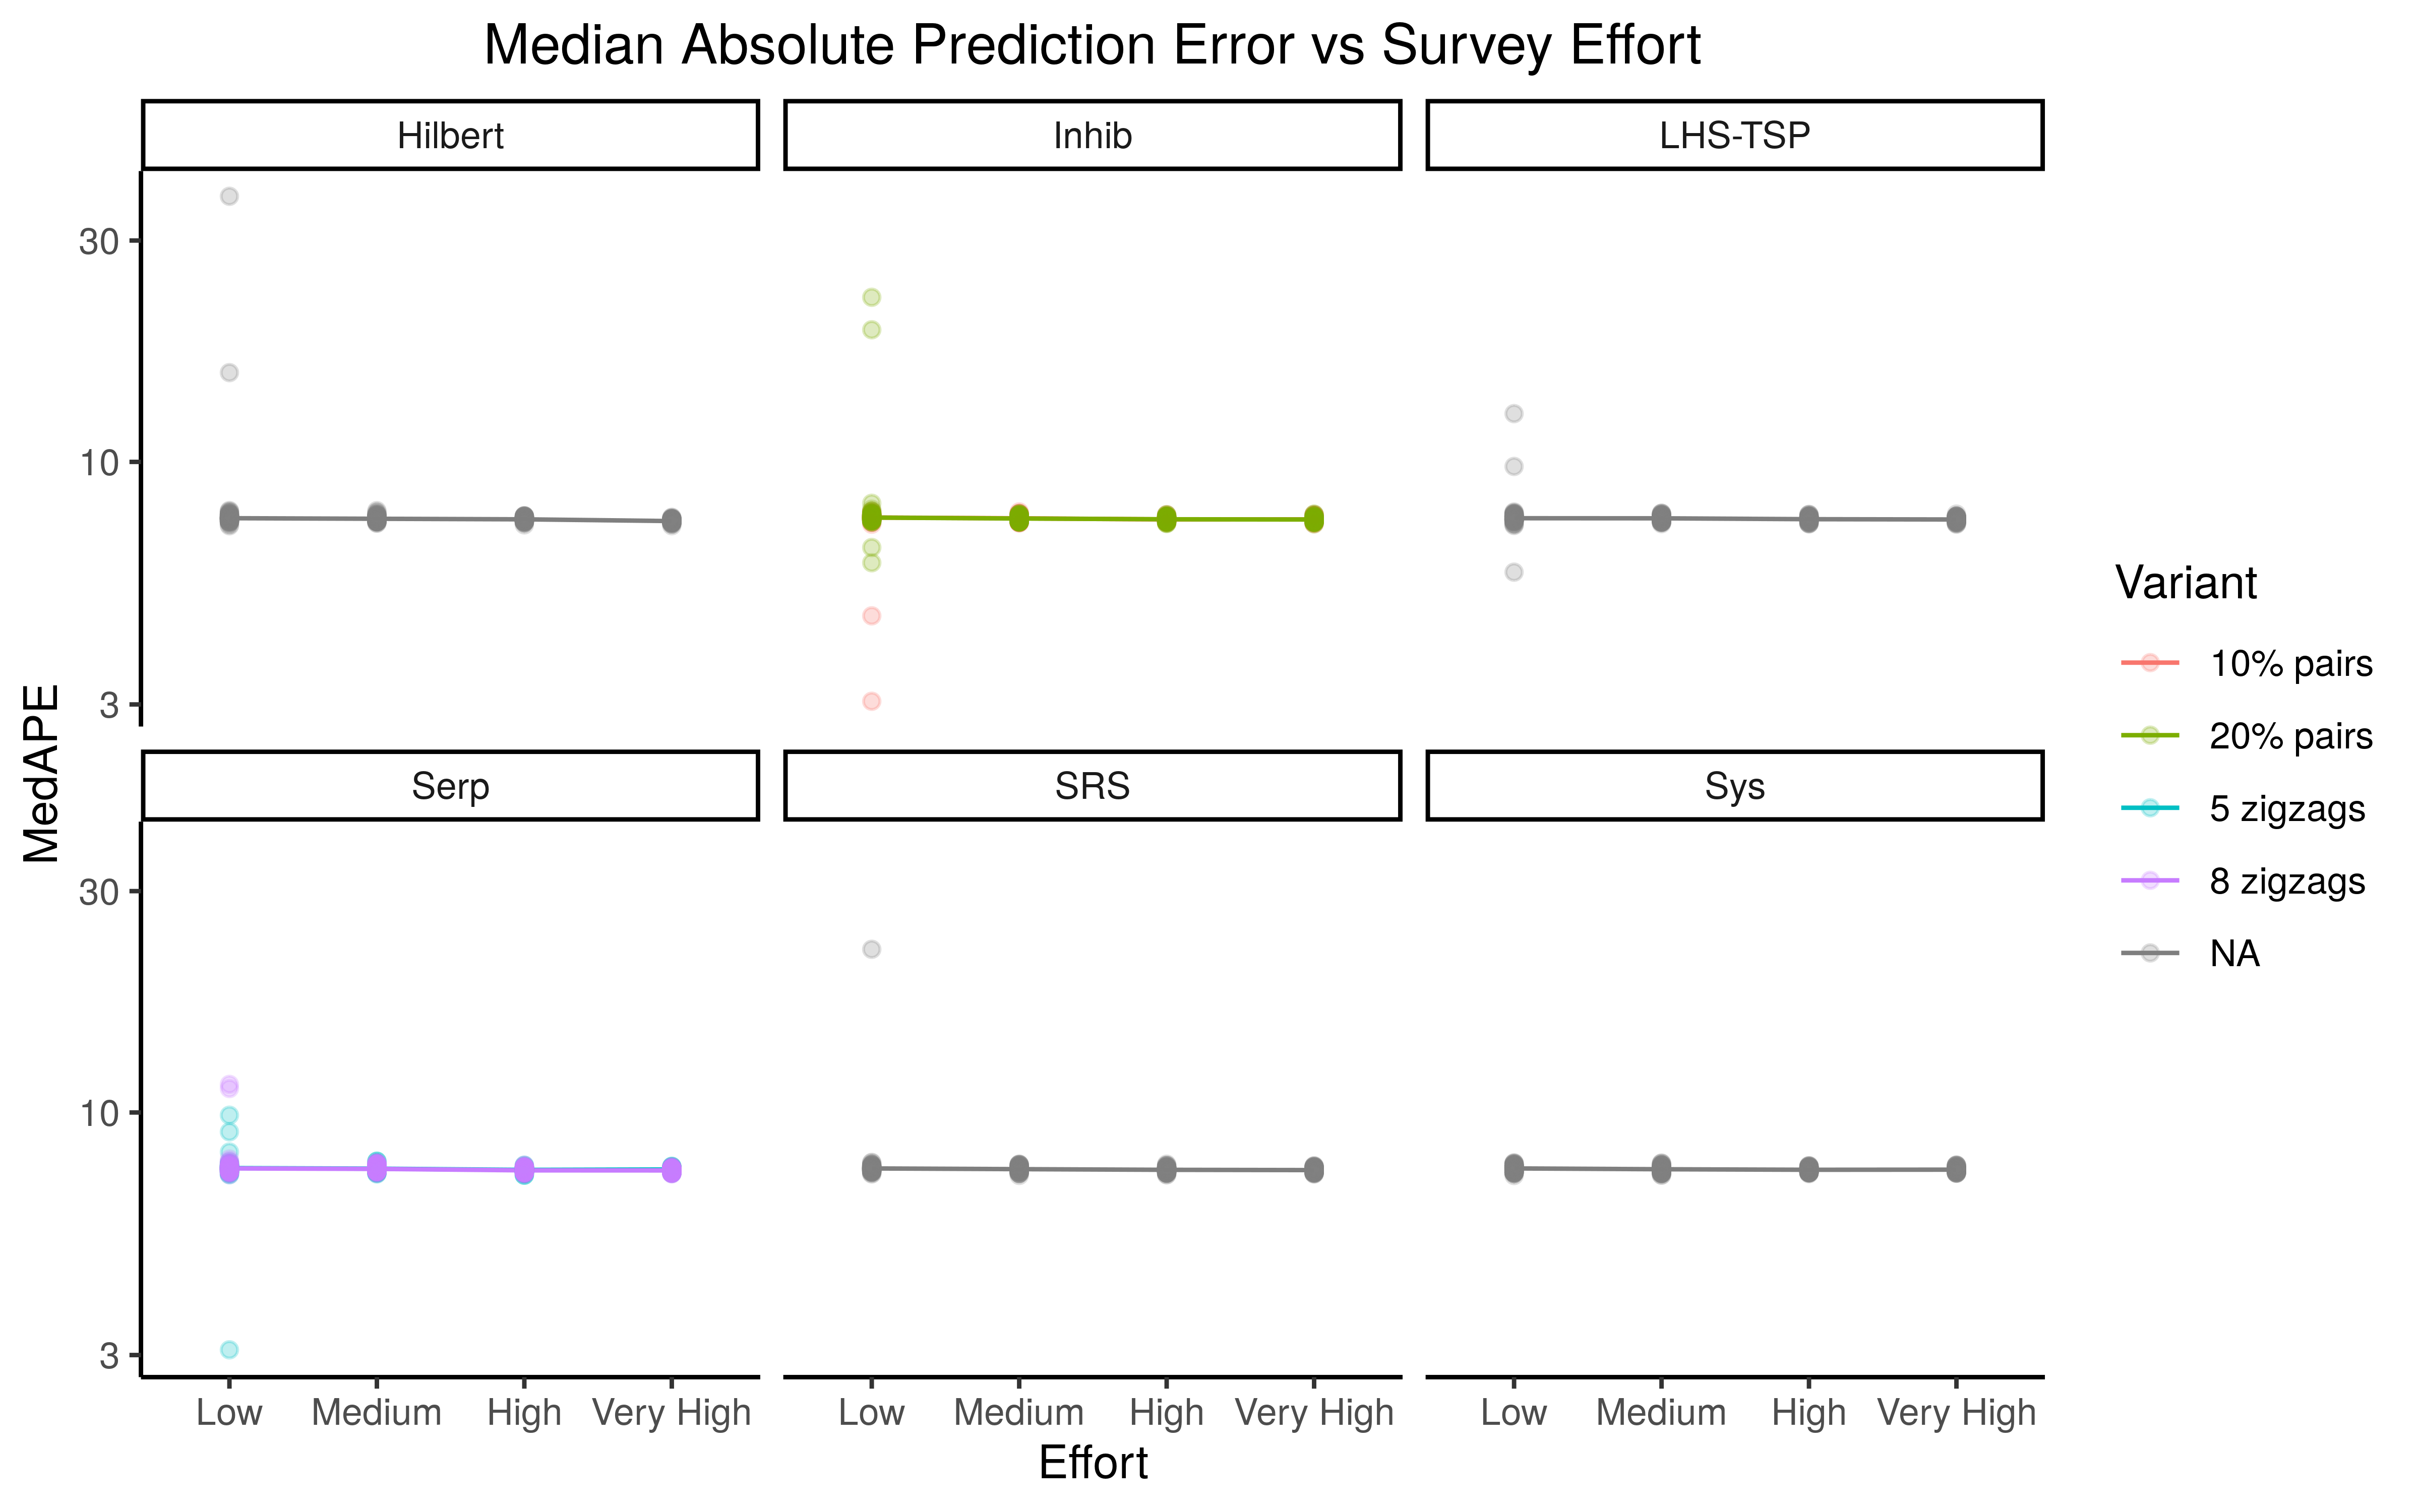 Median Absolute Prediction Error vs Survey Effort
Hilbert Inhib LHS-TSP
30
10
3
MedAPE
Serp SRS Sys
30
10
3
Low Medium High Very High Low Medium High Very High Low Medium High Very High
Effort
Variant
10% pairs
20% pairs
5 zigzags
8 zigzags
NA